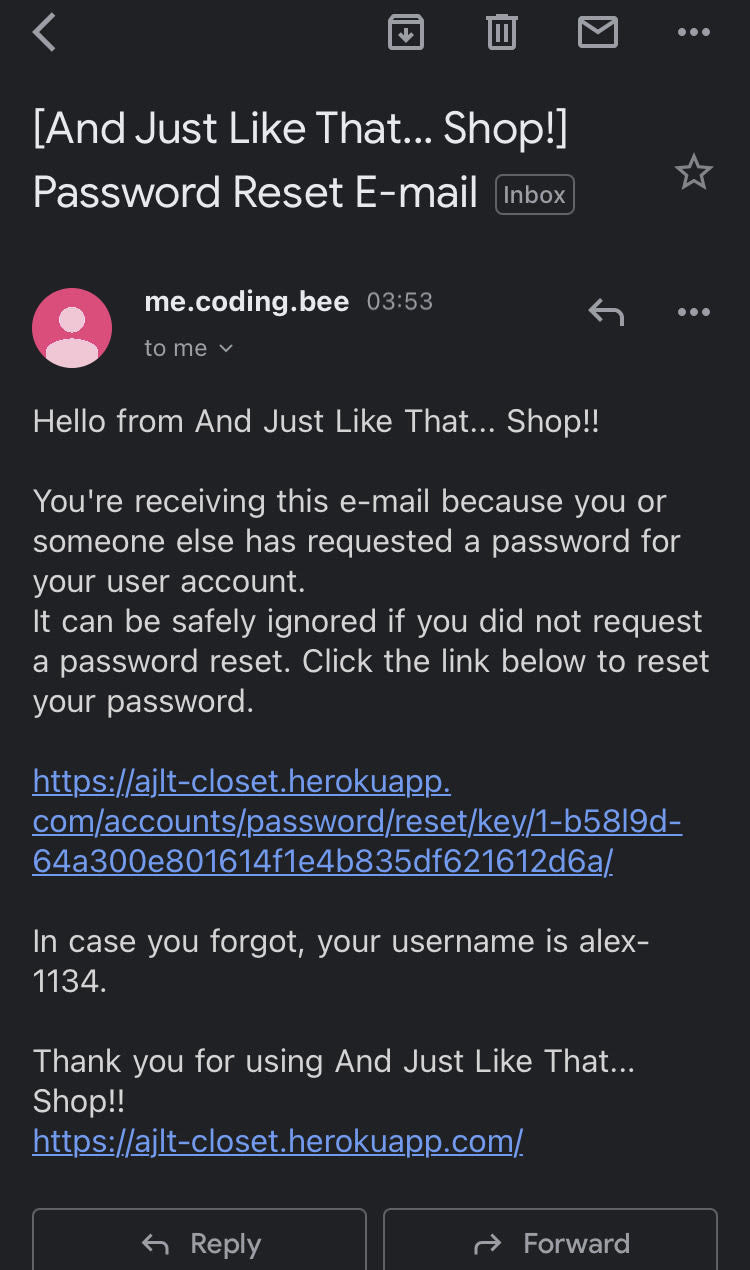 [And Just Like That... Shop!]
Password Reset E-mail Inbox
me.coding.bee 03:53
to me
Hello from And Just Like That... Shop!!
You're receiving this e-mail because you or
someone else has requested a password for
your user account.
It can be safely ignored if you did not request
a password reset. Click the link below to reset
your password.
https://ajlt-closet.herokuapp.
com/accounts/password/reset/key/1-b58l9d-
64a300e801614f1e4b835df621612d6a/
In case you forgot, your username is alex-
1134.
Thank you for using And Just Like That...
Shop!!
https://ajlt-closet.herokuapp.com/
Reply Forward